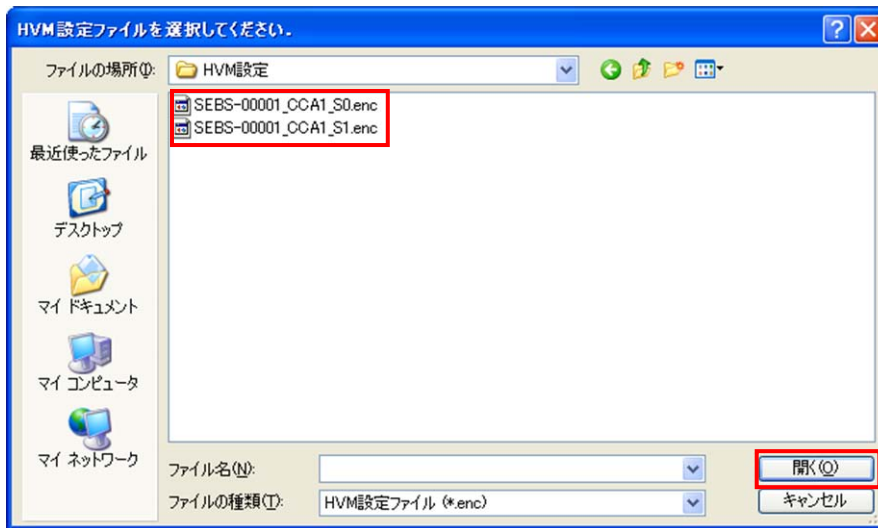 HVM設定ファイルを選択してください.
ファイルの場所(I):
HVM設定
SEBS-00001_CCA1_S0.enc
SEBS-00001_CCA1_S1.enc
最近使ったファイル
デスクトップ
マイ ドキュメント
マイ コンピュータ
マイ ネットワーク
ファイル名(N):
開く(O)
ファイルの種類(T):
HVM設定ファイル (*.enc)
キャンセル